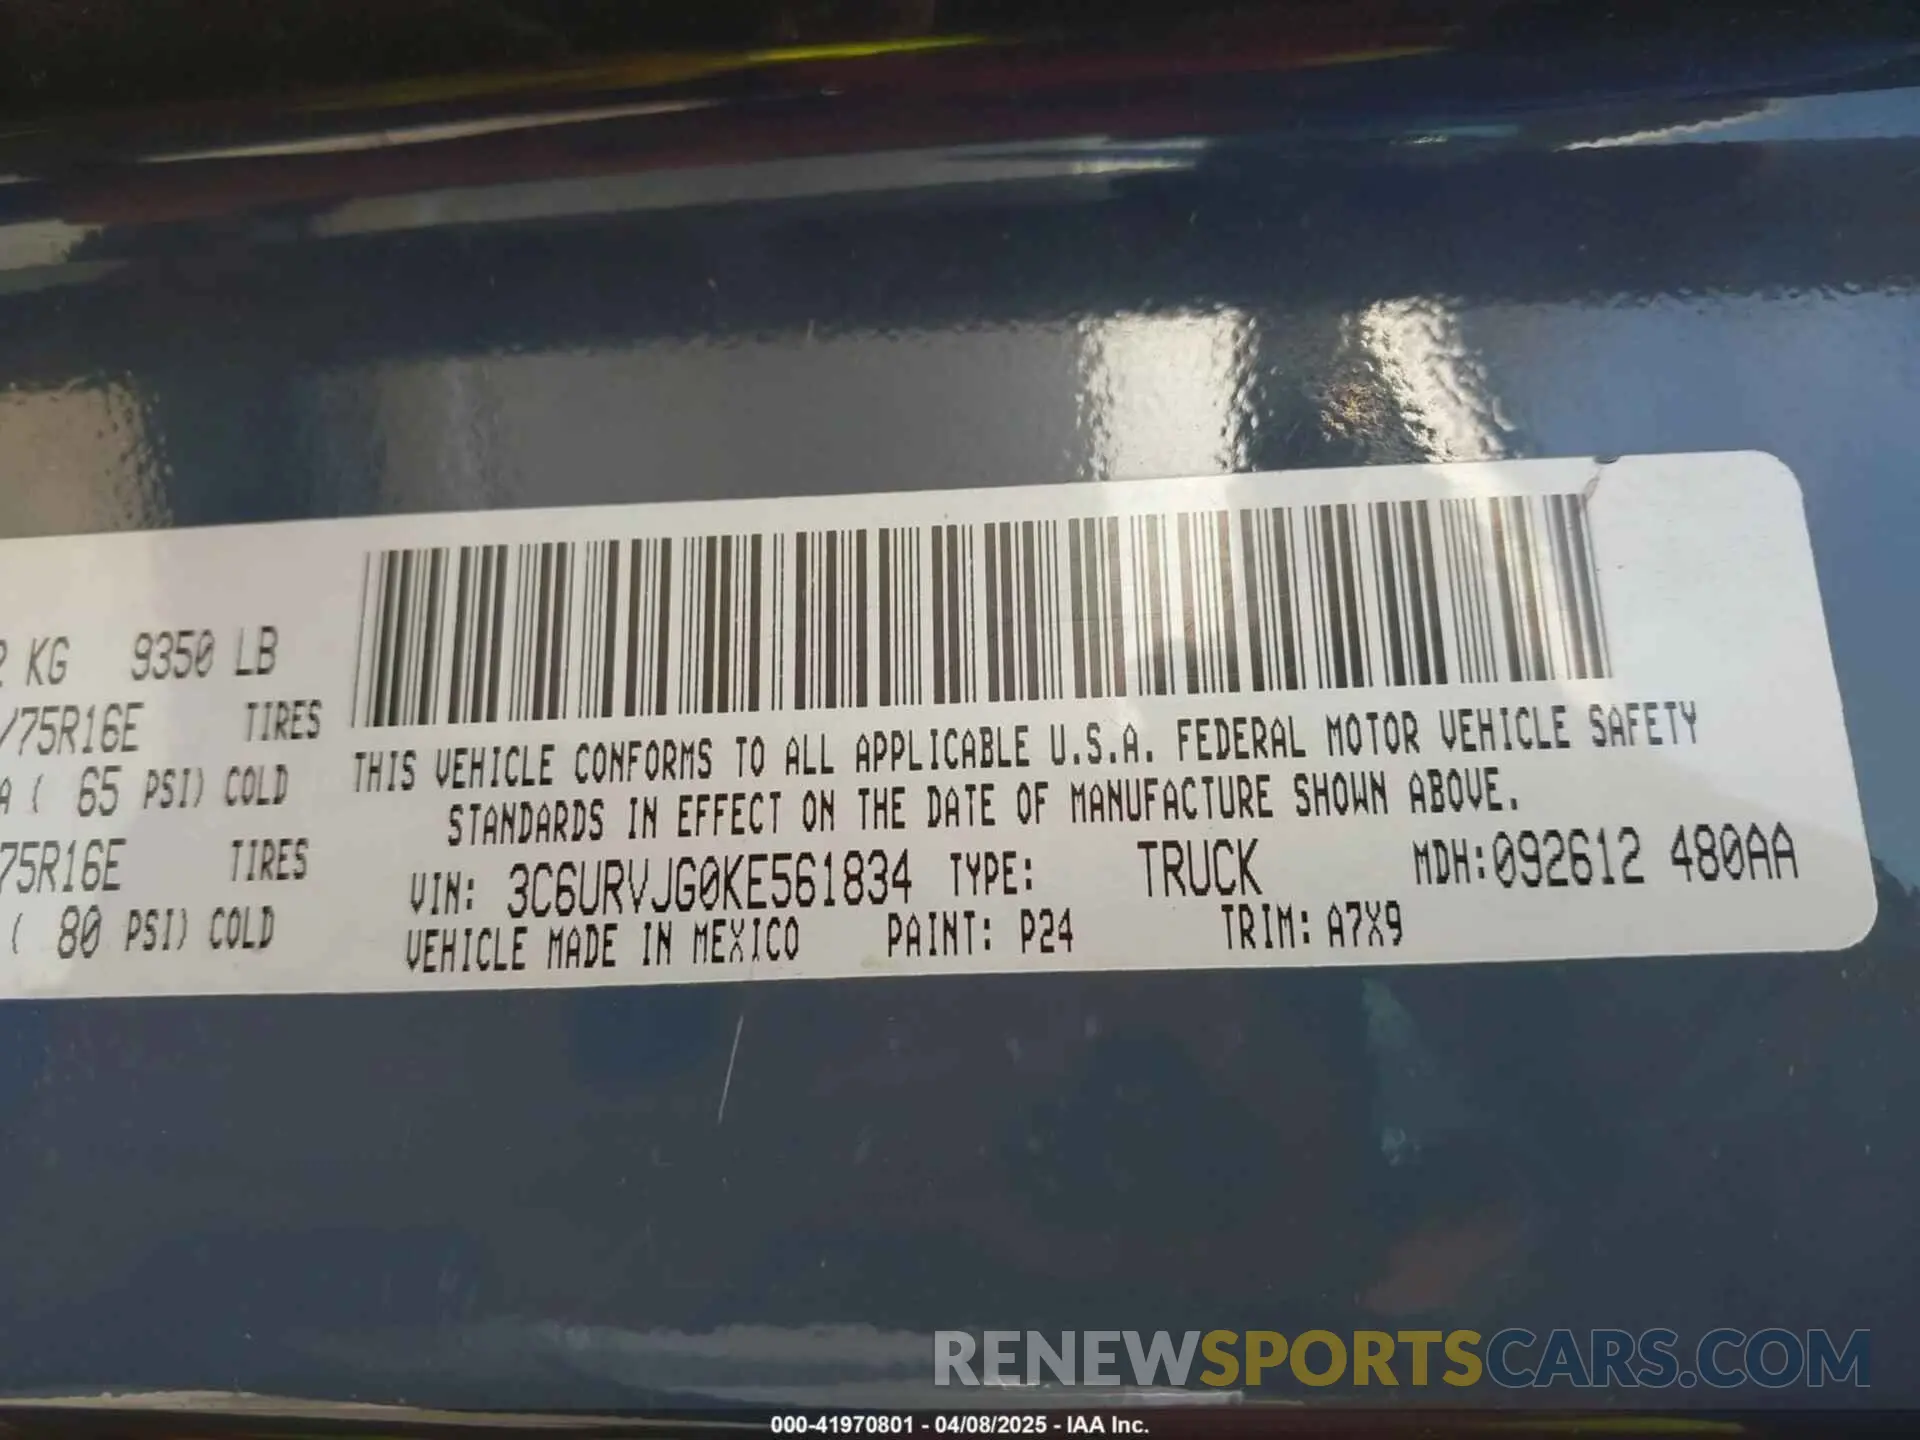 2 KG 9350 LB
/75R16E TIRES
A ( 65 PSI) COLD
75R16E TIRES
( 80 PSI) COLD
THIS VEHICLE CONFORMS TO ALL APPLICABLE U.S.A. FEDERAL MOTOR VEHICLE SAFETY
STANDARDS IN EFFECT ON THE DATE OF MANUFACTURE SHOWN ABOVE.
VIN: 3C6URVJG0KE561834 TYPE: TRUCK MDH:092612 480AA
VEHICLE MADE IN MEXICO PAINT: P24 TRIM: A7X9
RENEWSPORTSCARS.COM
000-41970801 - 04/08/2025 - IAA Inc.